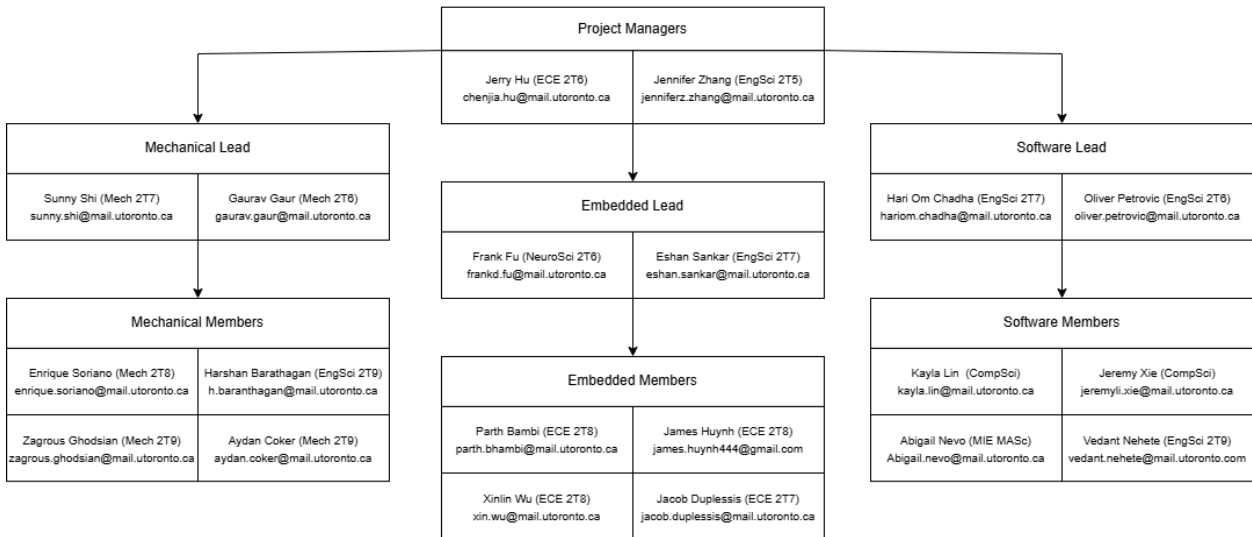 Project Managers
Jerry Hu (ECE 2T6)
chenjia.hu@mail.utoronto.ca
Jennifer Zhang (EngSci 2T5)
jenniferz.zhang@mail.utoronto.ca
Mechanical Lead
Sunny Shi (Mech 2T7)
sunny.shi@mail.utoronto.ca
Gaurav Gaur (Mech 2T6)
gaurav.gaur@mail.utoronto.ca
Embedded Lead
Frank Fu (NeuroSci 2T6)
frankd.fu@mail.utoronto.ca
Eshan Sankar (EngSci 2T7)
eshan.sankar@mail.utoronto.ca
Software Lead
Hari Om Chadha (EngSci 2T7)
hariom.chadha@mail.utoronto.ca
Oliver Petrovic (EngSci 2T6)
oliver.petrovic@mail.utoronto.ca
Mechanical Members
Enrique Soriano (Mech 2T8)
enrique.soriano@mail.utoronto.ca
Harshan Barathagan (EngSci 2T9)
h.baranthagan@mail.utoronto.ca
Zagrous Ghodsian (Mech 2T9)
zagrous.ghodsian@mail.utoronto.ca
Aydan Coker (Mech 2T9)
aydan.coker@mail.utoronto.ca
Embedded Members
Parth Bambi (ECE 2T8)
parth.bhambi@mail.utoronto.ca
James Huynh (ECE 2T8)
james.huynh444@gmail.com
Xinlin Wu (ECE 2T8)
xin.wu@mail.utoronto.ca
Jacob Duplessis (ECE 2T7)
jacob.duplessis@mail.utoronto.ca
Software Members
Kayla Lin (CompSci)
kayla.lin@mail.utoronto.ca
Jeremy Xie (CompSci)
jeremyli.xie@mail.utoronto.ca
Abigail Nevo (MIE MASc)
Abigail.nevo@mail.utoronto.ca
Vedant Nehete (EngSci 2T9)
vedant.nehete@mail.utoronto.com